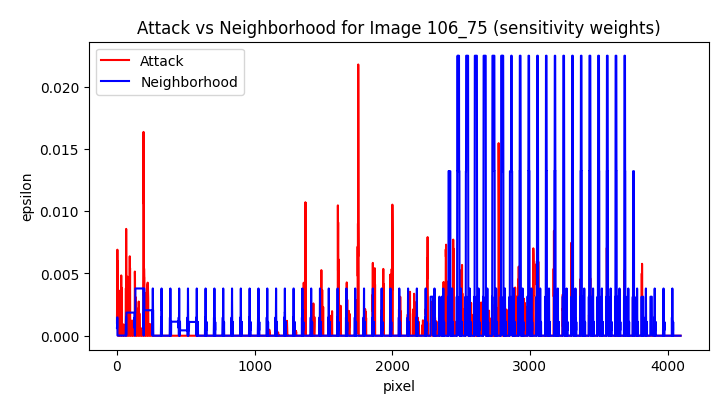 Attack vs Neighborhood for Image 106_75 (sensitivity weights)
Attack
Neighborhood
epsilon
0.020
0.015
0.010
0.005
0.000
0 1000 2000 3000 4000
pixel